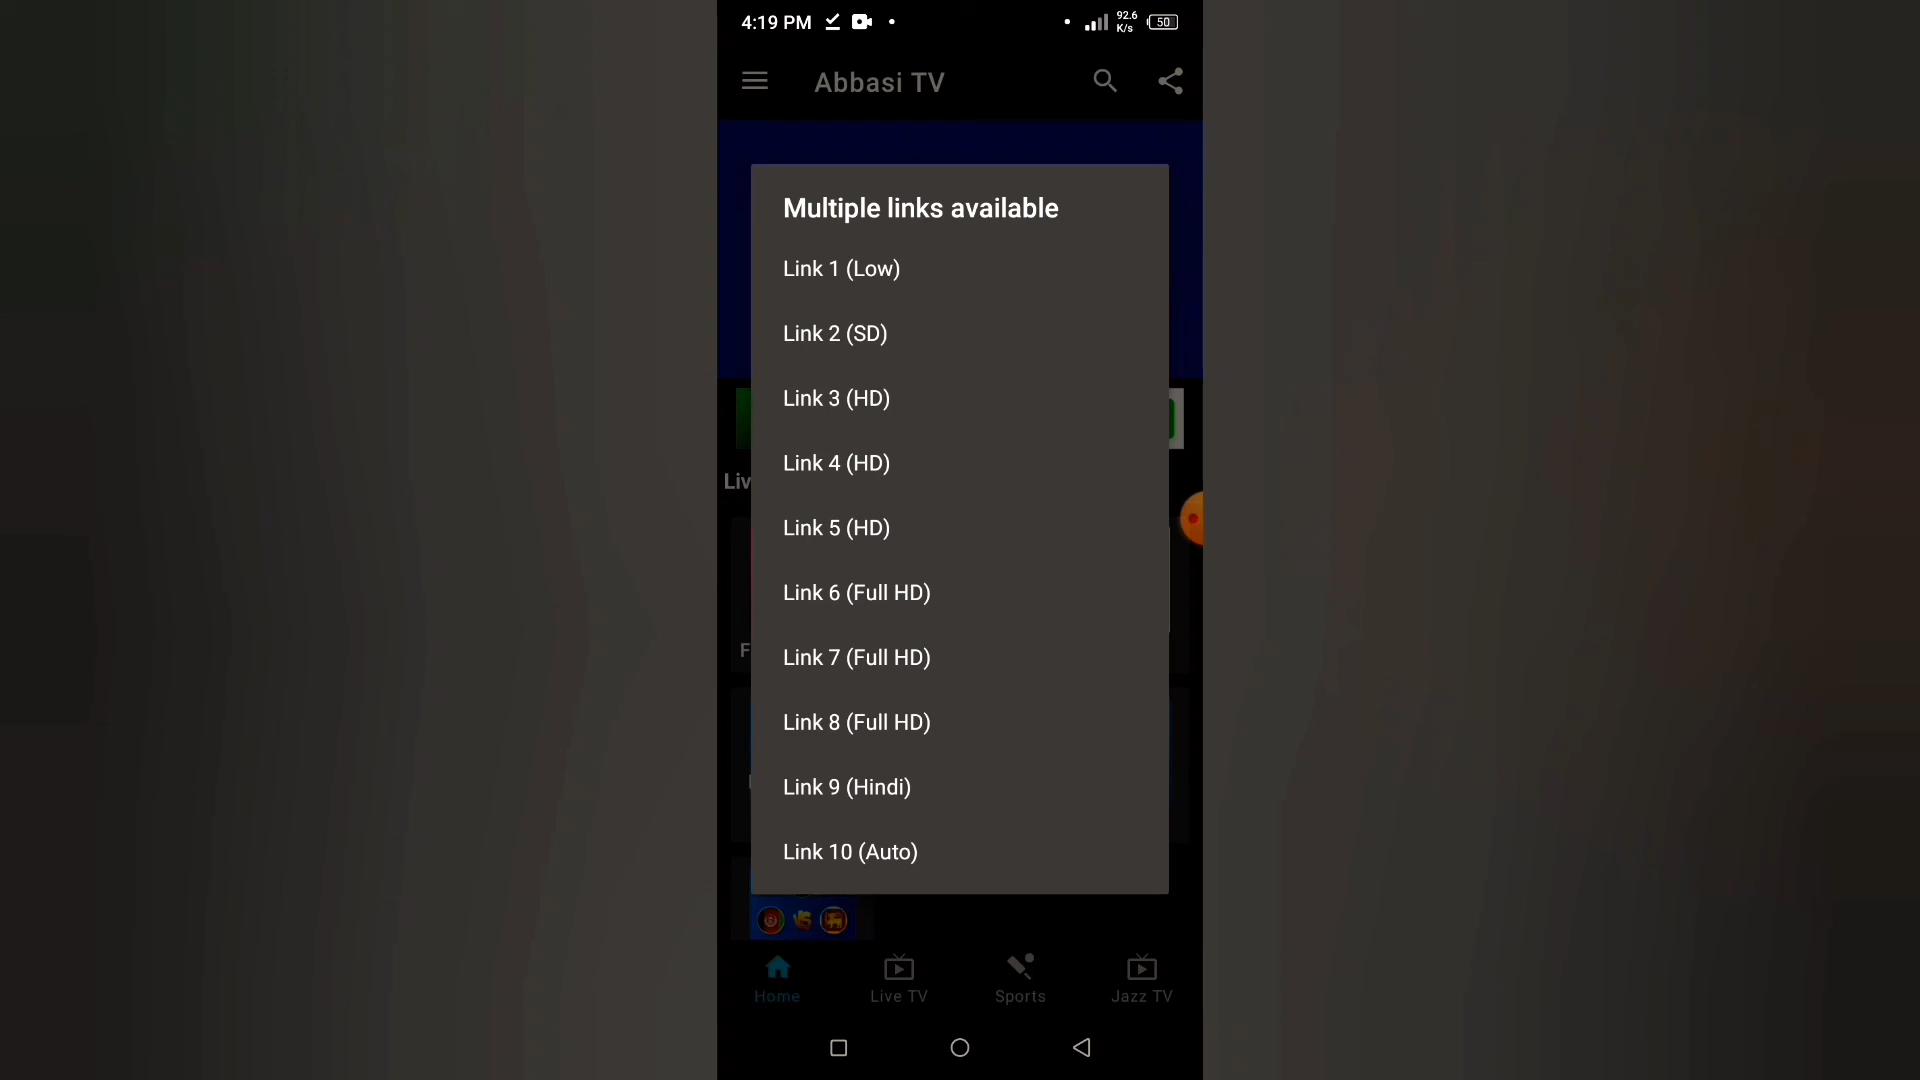 4:19 PM
92.6
K/s
50
Abbasi TV
Multiple links available
Link 1 (Low)
Link 2 (SD)
Link 3 (HD)
Link 4 (HD)
Liv
Link 5 (HD)
Link 6 (Full HD)
F
Link 7 (Full HD)
Link 8 (Full HD)
Link 9 (Hindi)
Link 10 (Auto)
VS
Home
Live TV
Sports
Jazz TV